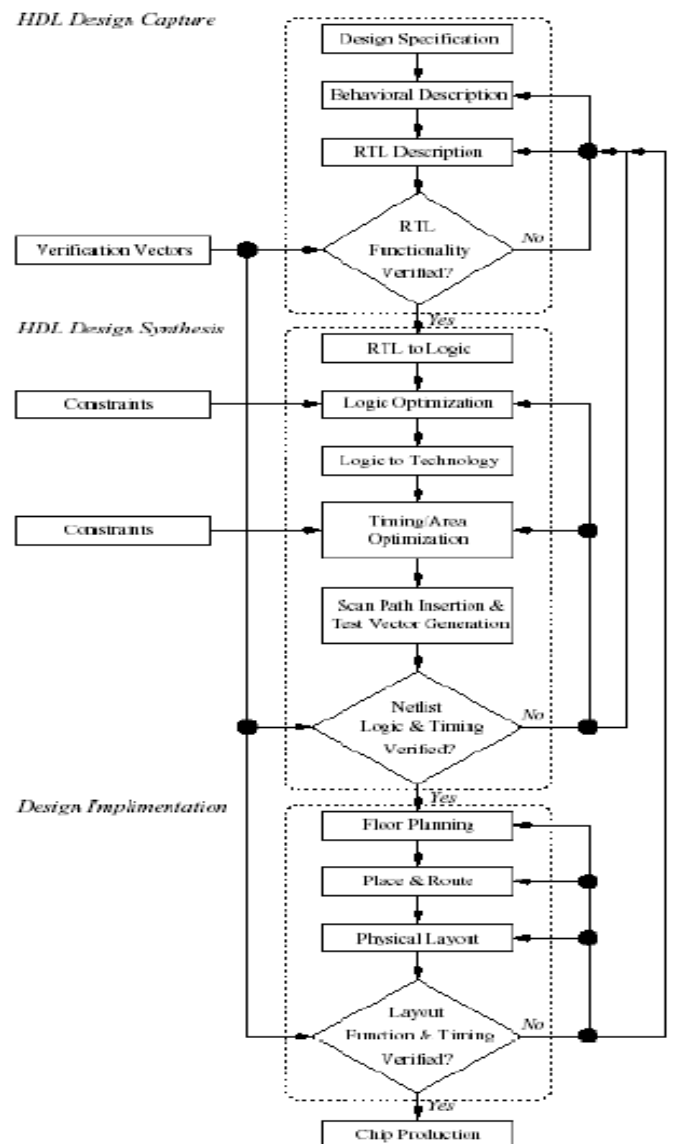 HDL Design Capture
Design Specification
Behavioral Description
RTL Description
RTL
Functionality
Verified?
No
Verification Vectors
Yes
HDL Design Synthesis
RTL to Logic
Constraints
Logic Optimization
Logic to Technology
Constraints
Timing/Area
Optimization
Scan Path Insertion &
Test Vector Generation
Netlist
Logic & Timing
Verified?
No
Yes
Design Implimentation
Floor Planning
Place & Route
Physical Layout
Layout
Function & Timing
Verified?
No
Yes
Chip Production